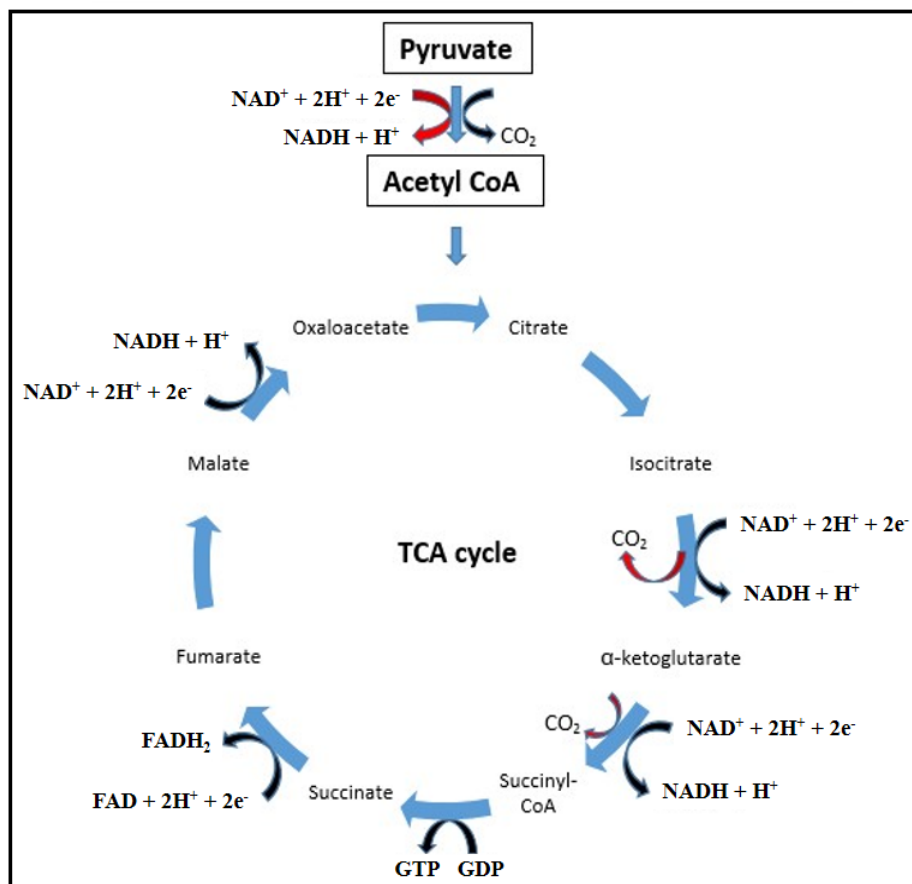 Pyruvate
NAD⁺ + 2H⁺ + 2e⁻
NADH + H⁺
CO₂
Acetyl CoA
Oxaloacetate
Citrate
NADH + H⁺
NAD⁺ + 2H⁺ + 2e⁻
Malate
Isocitrate
TCA cycle
CO₂
NAD⁺ + 2H⁺ + 2e⁻
NADH + H⁺
Fumarate
α-ketoglutarate
CO₂
NAD⁺ + 2H⁺ + 2e⁻
NADH + H⁺
FADH₂
FAD + 2H⁺ + 2e⁻
Succinate
Succinyl-
CoA
GTP GDP